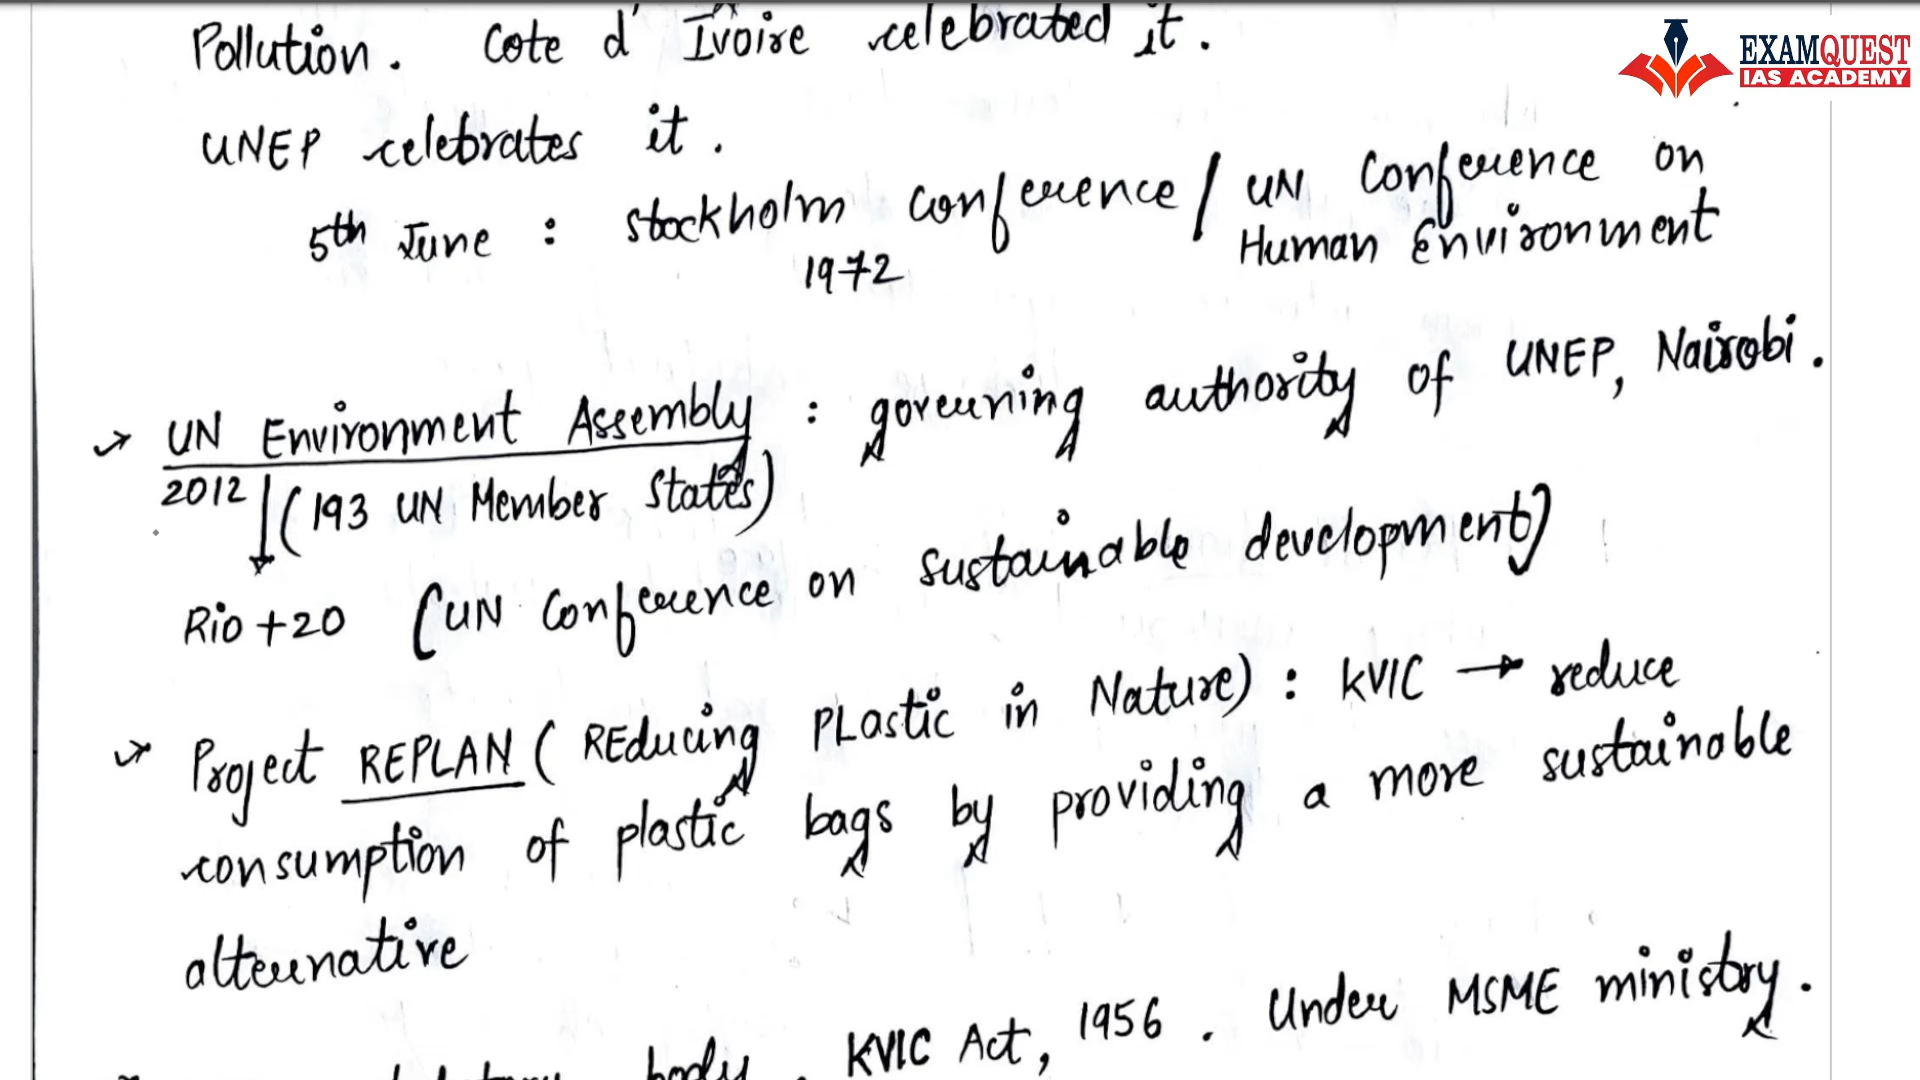 Pollution. Cote d' Ivoire celebrated it.
EXAMQUEST
IAS ACADEMY
UNEP celebrates it.
5th June : Stockholm conference / UN Conference on
1972 Human Environment
→ UN Environment Assembly : governing authority of UNEP, Nairobi.
2012 ↓ (193 UN Member States)
Rio +20 (UN Conference on sustainable development)
→ Project REPLAN ( REducing PLastic in Nature) : KVIC → reduce
consumption of plastic bags by providing a more sustainable
alternative
body. KVIC Act, 1956. Under MSME ministry.